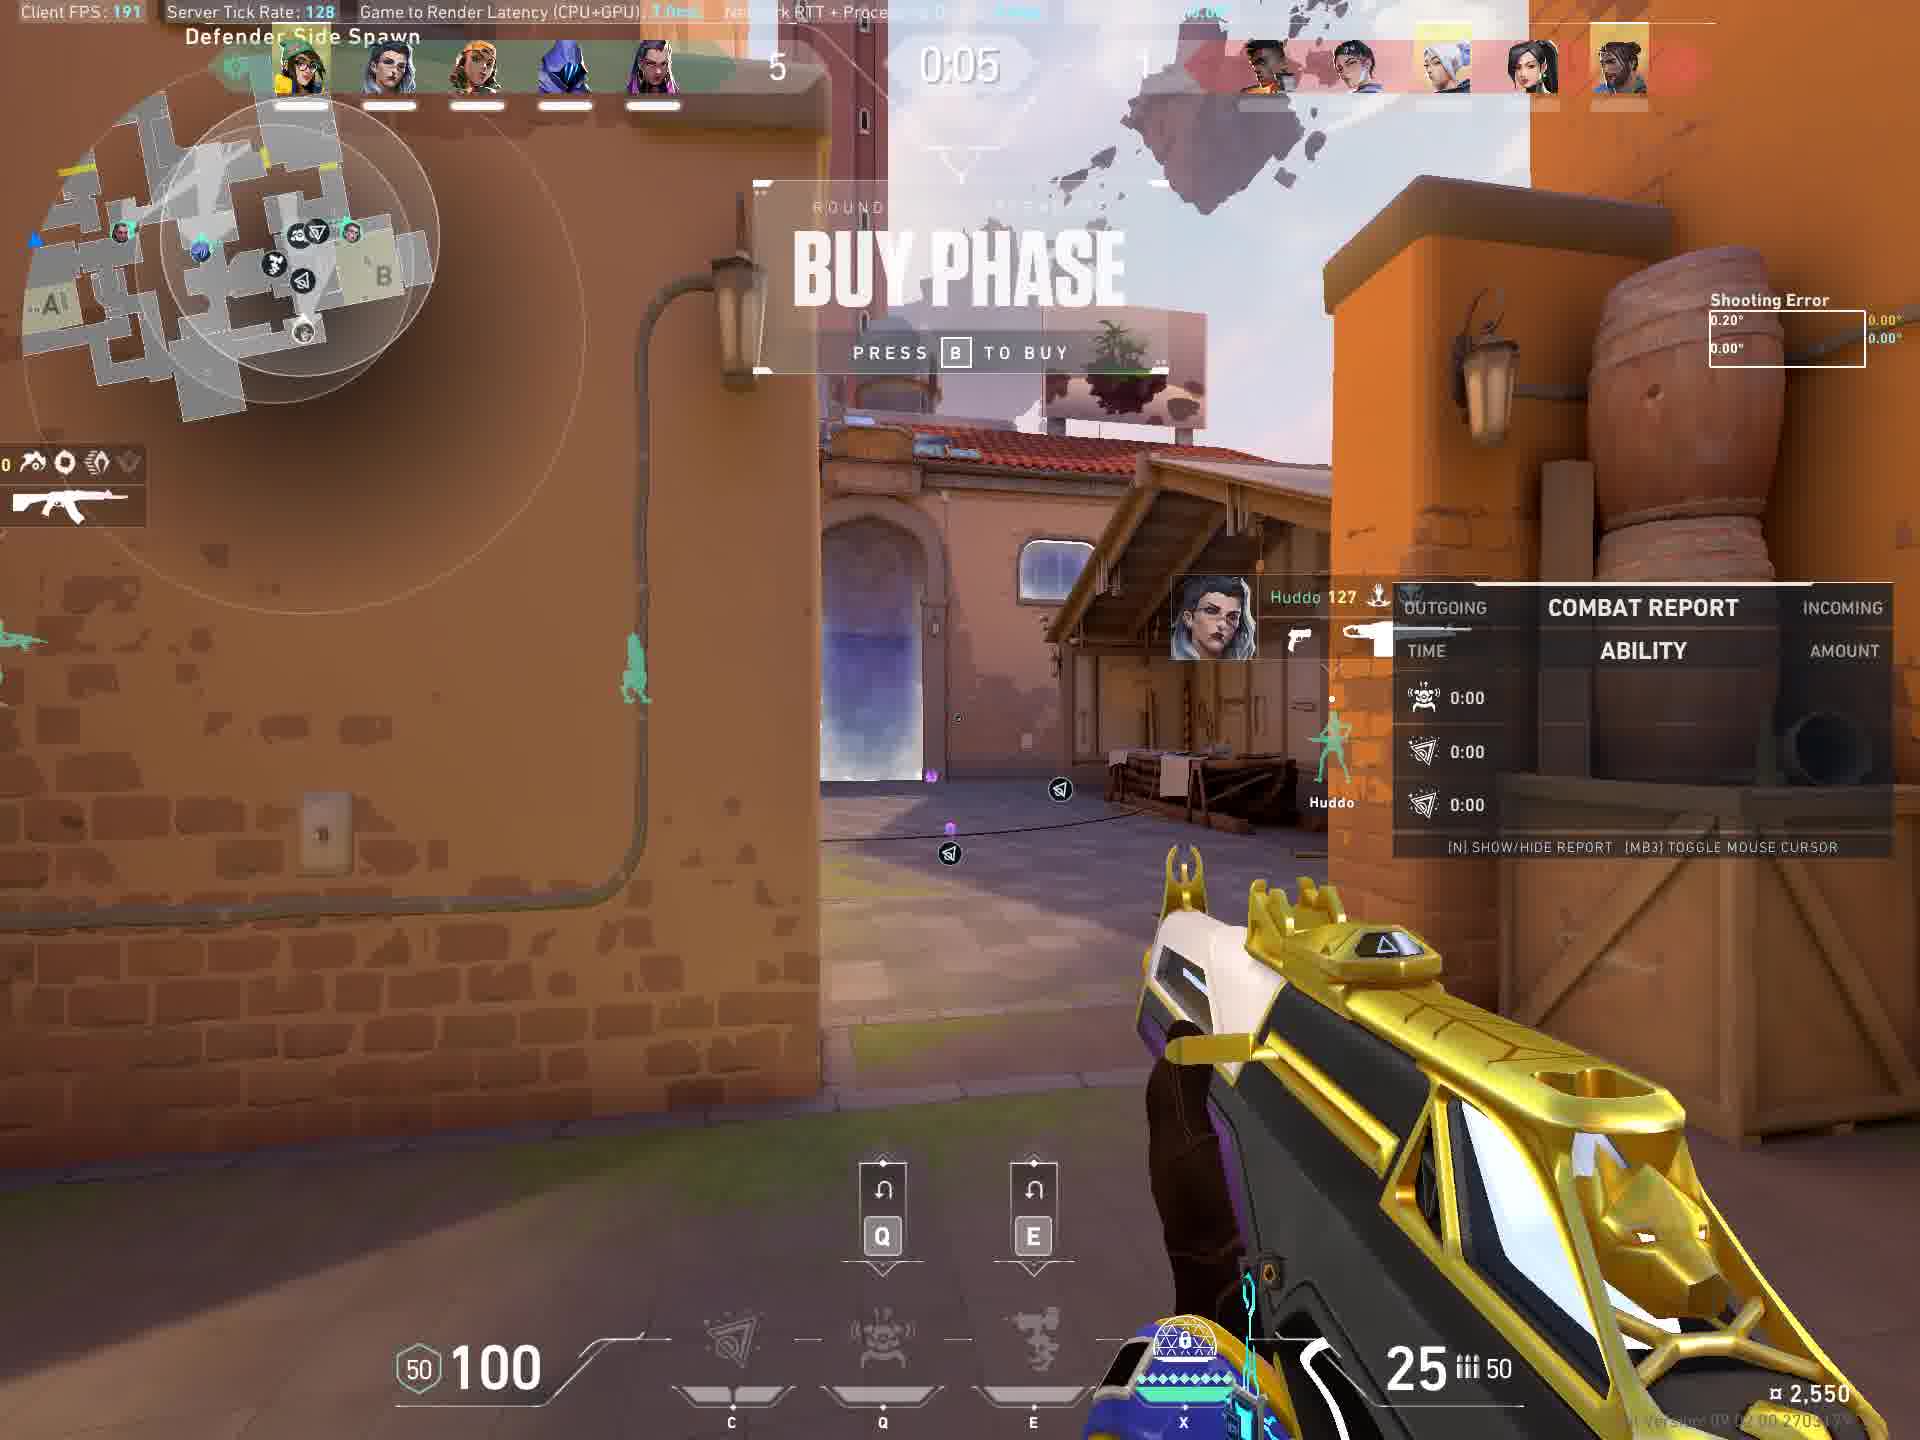 Client FPS: 191
Server Tick Rate: 128
Game to Render Latency (CPU+GPU):
RTT +
Defender Side Spawn
5
0:05
1
ROUND
BUY PHASE
PRESS B TO BUY
A
B
0
Shooting Error
0.20°
0.00°
0.00°
0.00°
Huddo 127
OUTGOING
COMBAT REPORT
INCOMING
TIME
ABILITY
AMOUNT
0:00
0:00
0:00
[N] SHOW/HIDE REPORT [MB3] TOGGLE MOUSE CURSOR
Huddo
Q
E
50
100
C
Q
E
X
25
50
¤ 2,550